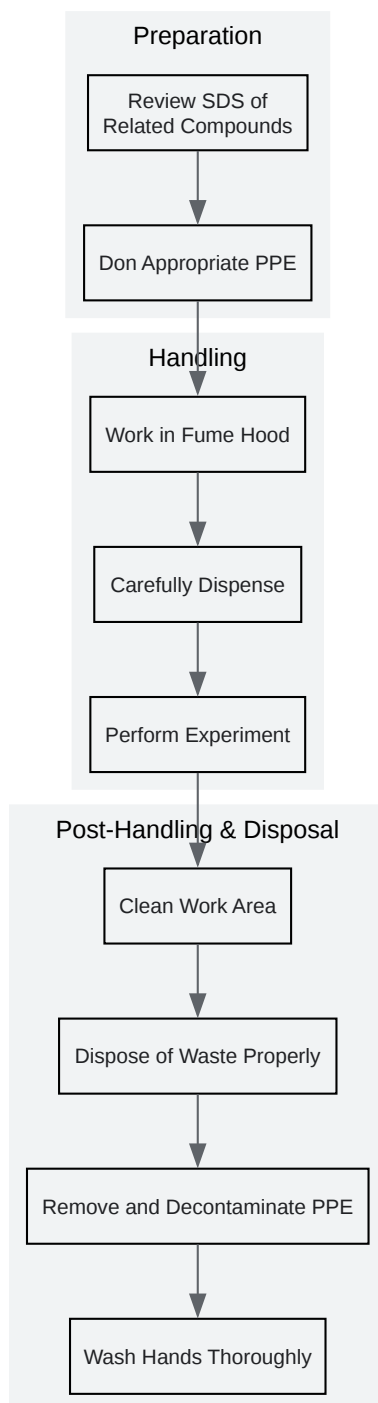 Preparation
Review SDS of
Related Compounds
Don Appropriate PPE
Handling
Work in Fume Hood
Carefully Dispense
Perform Experiment
Post-Handling & Disposal
Clean Work Area
Dispose of Waste Properly
Remove and Decontaminate PPE
Wash Hands Thoroughly